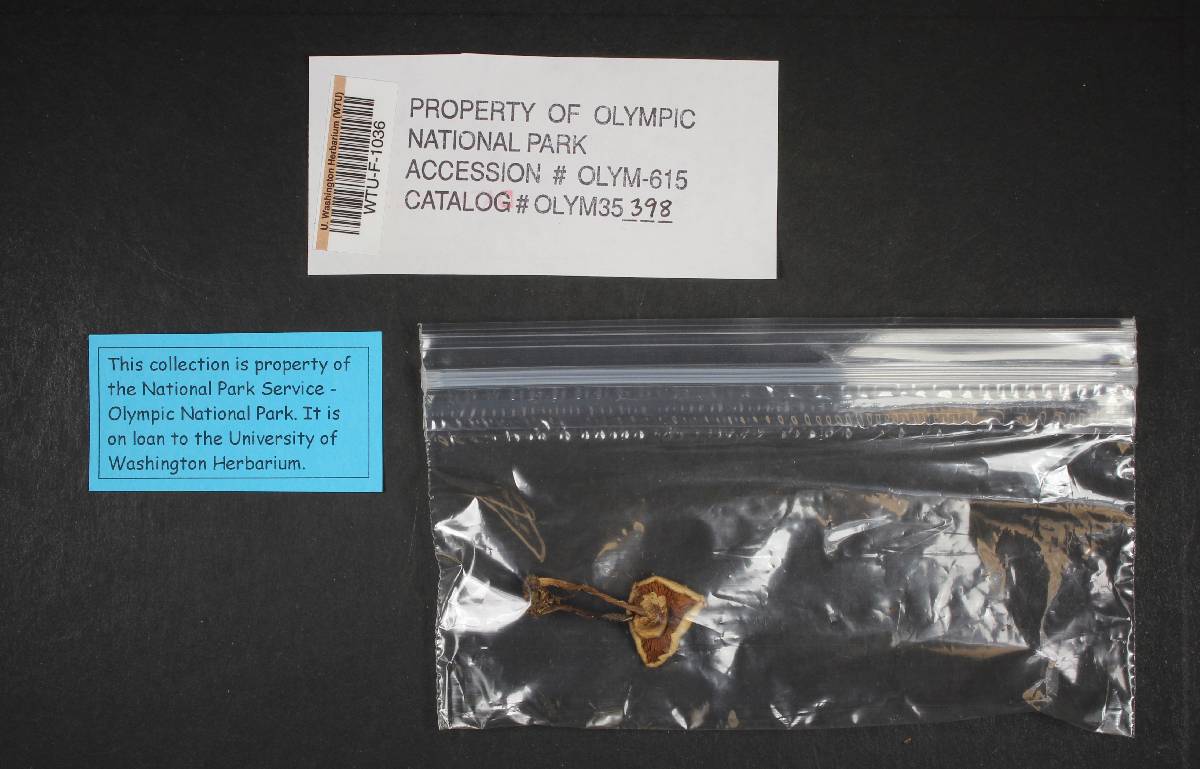 PROPERTY OF OLYMPIC
NATIONAL PARK
ACCESSION # OLYM-615
CATALOG# OLYM35 398
U. Washington Herbarium (WTU)
WTU-F-1036
This collection is property of
the National Park Service -
Olympic National Park. It is
on loan to the University of
Washington Herbarium.